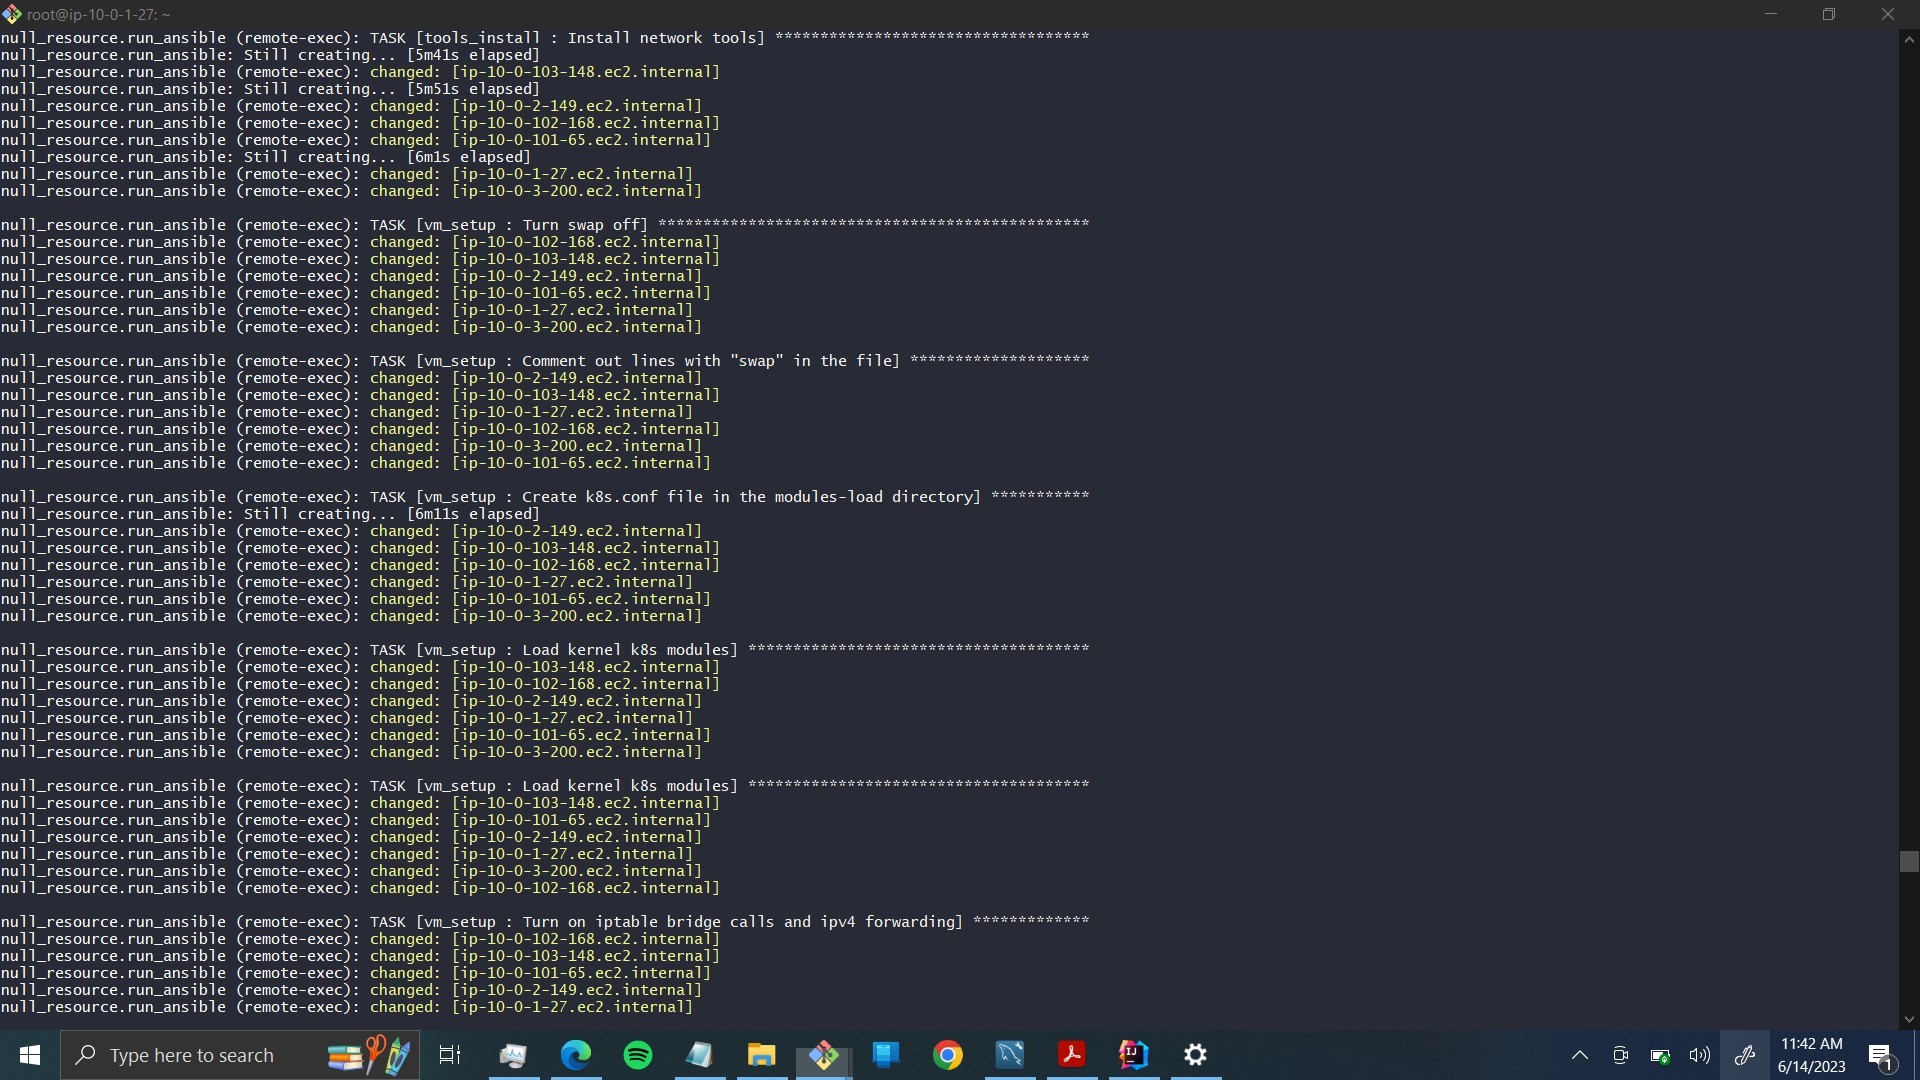 root@ip-10-0-1-27: ~
null_resource.run_ansible (remote-exec): TASK [tools_install : Install network tools] ***********************************
null_resource.run_ansible: Still creating... [5m41s elapsed]
null_resource.run_ansible (remote-exec): changed: [ip-10-0-103-148.ec2.internal]
null_resource.run_ansible: Still creating... [5m51s elapsed]
null_resource.run_ansible (remote-exec): changed: [ip-10-0-2-149.ec2.internal]
null_resource.run_ansible (remote-exec): changed: [ip-10-0-102-168.ec2.internal]
null_resource.run_ansible (remote-exec): changed: [ip-10-0-101-65.ec2.internal]
null_resource.run_ansible: Still creating... [6m1s elapsed]
null_resource.run_ansible (remote-exec): changed: [ip-10-0-1-27.ec2.internal]
null_resource.run_ansible (remote-exec): changed: [ip-10-0-3-200.ec2.internal]
null_resource.run_ansible (remote-exec): TASK [vm_setup : Turn swap off] ************************************************
null_resource.run_ansible (remote-exec): changed: [ip-10-0-102-168.ec2.internal]
null_resource.run_ansible (remote-exec): changed: [ip-10-0-103-148.ec2.internal]
null_resource.run_ansible (remote-exec): changed: [ip-10-0-2-149.ec2.internal]
null_resource.run_ansible (remote-exec): changed: [ip-10-0-101-65.ec2.internal]
null_resource.run_ansible (remote-exec): changed: [ip-10-0-1-27.ec2.internal]
null_resource.run_ansible (remote-exec): changed: [ip-10-0-3-200.ec2.internal]
null_resource.run_ansible (remote-exec): TASK [vm_setup : Comment out lines with "swap" in the file] ********************
null_resource.run_ansible (remote-exec): changed: [ip-10-0-2-149.ec2.internal]
null_resource.run_ansible (remote-exec): changed: [ip-10-0-103-148.ec2.internal]
null_resource.run_ansible (remote-exec): changed: [ip-10-0-1-27.ec2.internal]
null_resource.run_ansible (remote-exec): changed: [ip-10-0-102-168.ec2.internal]
null_resource.run_ansible (remote-exec): changed: [ip-10-0-3-200.ec2.internal]
null_resource.run_ansible (remote-exec): changed: [ip-10-0-101-65.ec2.internal]
null_resource.run_ansible (remote-exec): TASK [vm_setup : Create k8s.conf file in the modules-load directory] ***********
null_resource.run_ansible: Still creating... [6m11s elapsed]
null_resource.run_ansible (remote-exec): changed: [ip-10-0-2-149.ec2.internal]
null_resource.run_ansible (remote-exec): changed: [ip-10-0-103-148.ec2.internal]
null_resource.run_ansible (remote-exec): changed: [ip-10-0-102-168.ec2.internal]
null_resource.run_ansible (remote-exec): changed: [ip-10-0-1-27.ec2.internal]
null_resource.run_ansible (remote-exec): changed: [ip-10-0-101-65.ec2.internal]
null_resource.run_ansible (remote-exec): changed: [ip-10-0-3-200.ec2.internal]
null_resource.run_ansible (remote-exec): TASK [vm_setup : Load kernel k8s modules] **************************************
null_resource.run_ansible (remote-exec): changed: [ip-10-0-103-148.ec2.internal]
null_resource.run_ansible (remote-exec): changed: [ip-10-0-102-168.ec2.internal]
null_resource.run_ansible (remote-exec): changed: [ip-10-0-2-149.ec2.internal]
null_resource.run_ansible (remote-exec): changed: [ip-10-0-1-27.ec2.internal]
null_resource.run_ansible (remote-exec): changed: [ip-10-0-101-65.ec2.internal]
null_resource.run_ansible (remote-exec): changed: [ip-10-0-3-200.ec2.internal]
null_resource.run_ansible (remote-exec): TASK [vm_setup : Load kernel k8s modules] **************************************
null_resource.run_ansible (remote-exec): changed: [ip-10-0-103-148.ec2.internal]
null_resource.run_ansible (remote-exec): changed: [ip-10-0-101-65.ec2.internal]
null_resource.run_ansible (remote-exec): changed: [ip-10-0-2-149.ec2.internal]
null_resource.run_ansible (remote-exec): changed: [ip-10-0-1-27.ec2.internal]
null_resource.run_ansible (remote-exec): changed: [ip-10-0-3-200.ec2.internal]
null_resource.run_ansible (remote-exec): changed: [ip-10-0-102-168.ec2.internal]
null_resource.run_ansible (remote-exec): TASK [vm_setup : Turn on iptable bridge calls and ipv4 forwarding] *************
null_resource.run_ansible (remote-exec): changed: [ip-10-0-102-168.ec2.internal]
null_resource.run_ansible (remote-exec): changed: [ip-10-0-103-148.ec2.internal]
null_resource.run_ansible (remote-exec): changed: [ip-10-0-101-65.ec2.internal]
null_resource.run_ansible (remote-exec): changed: [ip-10-0-2-149.ec2.internal]
null_resource.run_ansible (remote-exec): changed: [ip-10-0-1-27.ec2.internal]
Type here to search
IJ
11:42 AM
6/14/2023
1